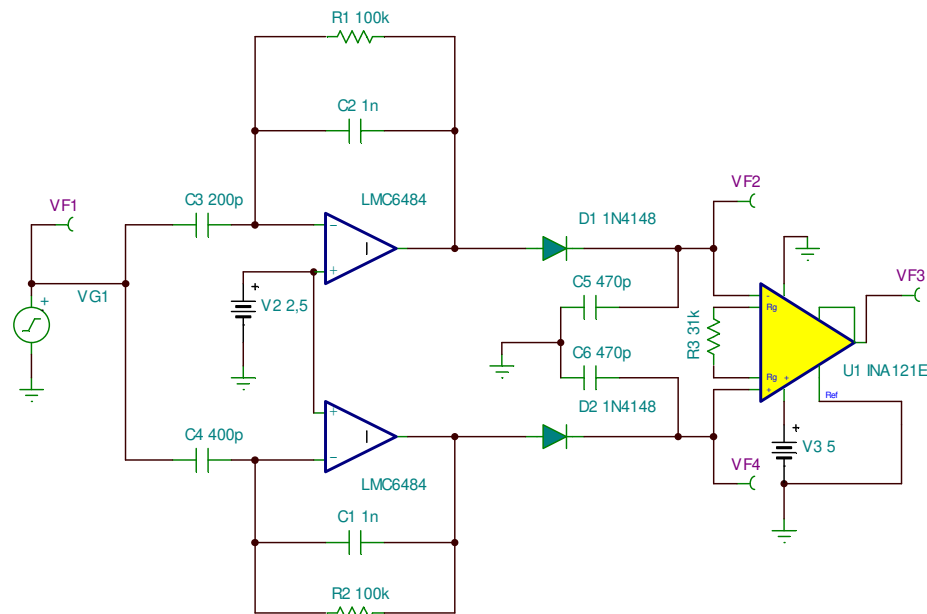 R1 100k
C2 1n
VF1
C3 200p
LMC6484
VF2
D1 1N4148
VG1
V2 2,5
C5 470p
VF3
Rg
R3 31k
C6 470p
U1 INA121E
Rg
Ref
D2 1N4148
C4 400p
V3 5
LMC6484
VF4
C1 1n
R2 100k